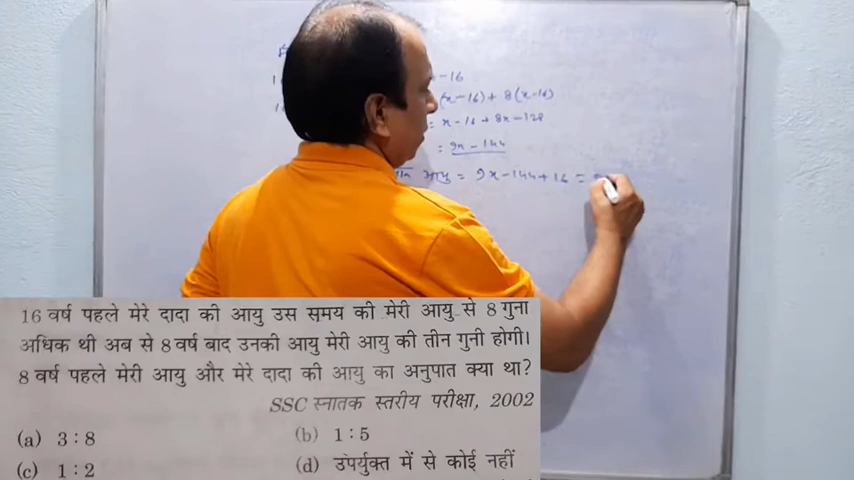 -16
(x-16) + 8(x-16)
= x-16 + 8x-128
= 9x-144
आयु = 9x-144+16 =
16 वर्ष पहले मेरे दादा की आयु उस समय की मेरी आयु से 8 गुना
अधिक थी अब से 8 वर्ष बाद उनकी आयु मेरी आयु की तीन गुनी होगी।
8 वर्ष पहले मेरी आयु और मेरे दादा की आयु का अनुपात क्या था?
SSC स्नातक स्तरीय परीक्षा, 2002
(a) 3 : 8 (b) 1 : 5
(c) 1 : 2 (d) उपर्युक्त में से कोई नहीं